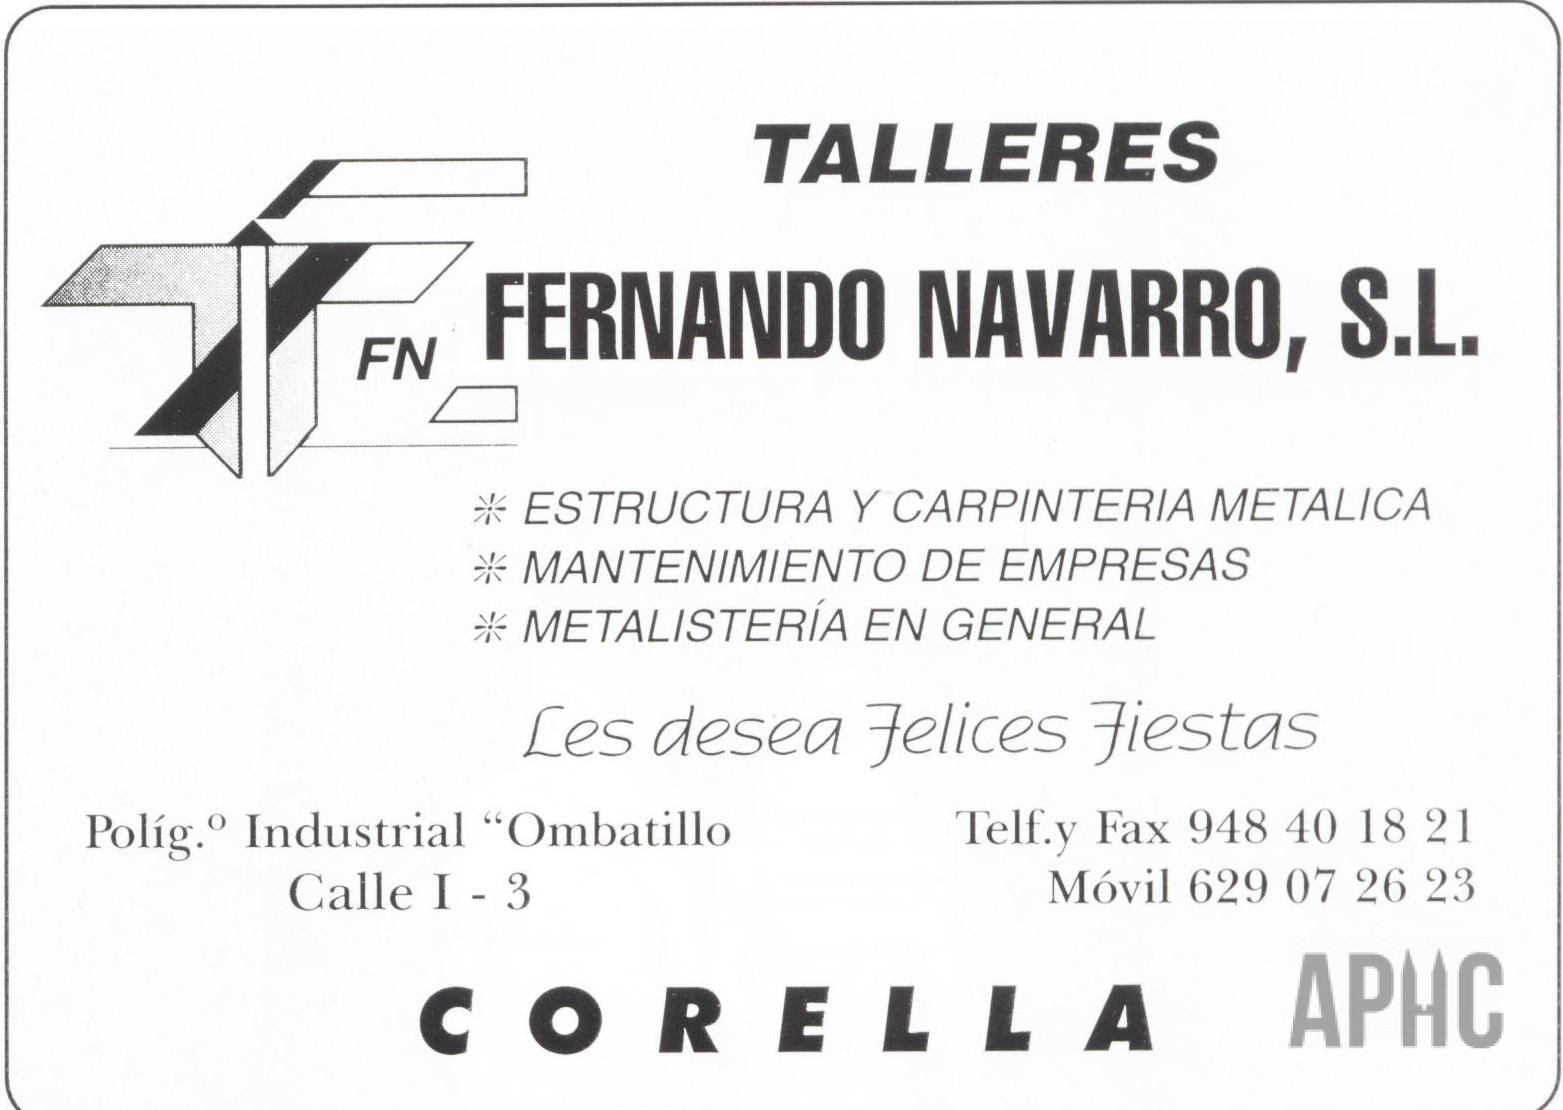 TALLERES
FN
FERNANDO NAVARRO, S.L.
✳ ESTRUCTURA Y CARPINTERIA METALICA
✳ MANTENIMIENTO DE EMPRESAS
✳ METALISTERÍA EN GENERAL
Les desea Felices Fiestas
Políg.º Industrial “Ombatillo
Calle I - 3
Telf.y Fax 948 40 18 21
Móvil 629 07 26 23
CORELLA
APHC